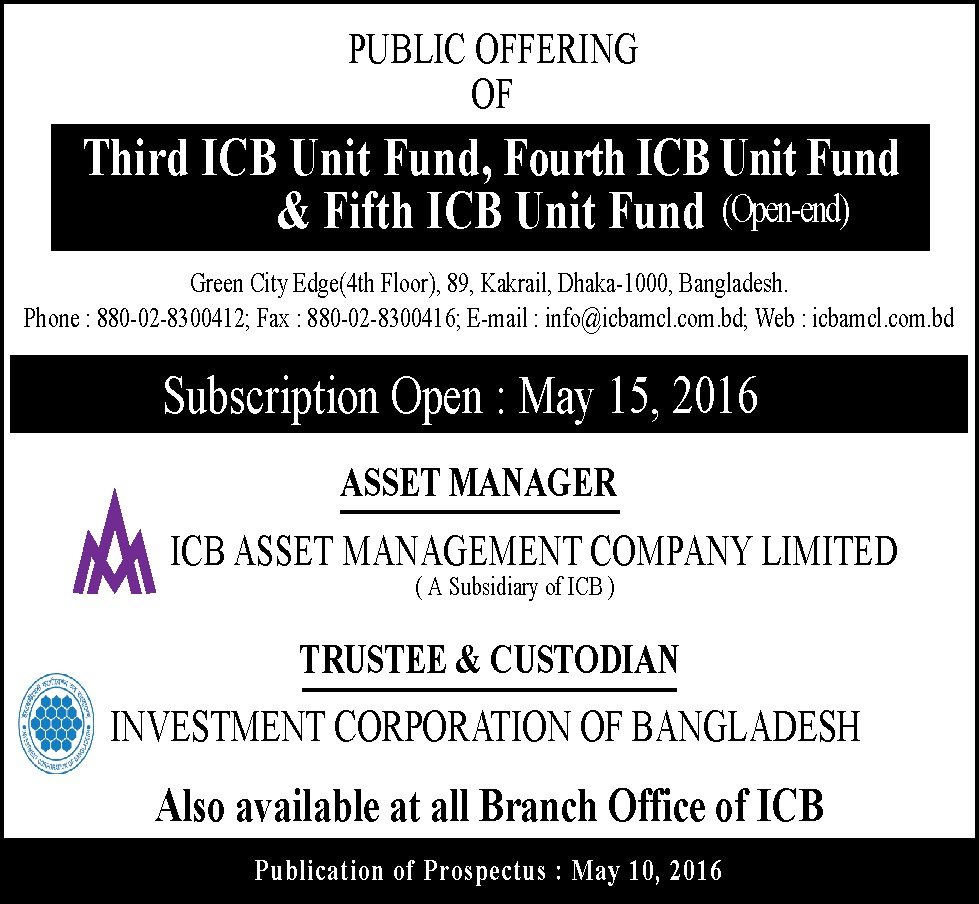 PUBLIC OFFERING
OF
Third ICB Unit Fund, Fourth ICB Unit Fund
& Fifth ICB Unit Fund (Open-end)
Green City Edge(4th Floor), 89, Kakrail, Dhaka-1000, Bangladesh.
Phone : 880-02-8300412; Fax : 880-02-8300416; E-mail : info@icbamcl.com.bd; Web : icbamcl.com.bd
Subscription Open : May 15, 2016
ASSET MANAGER
ICB ASSET MANAGEMENT COMPANY LIMITED
( A Subsidiary of ICB )
TRUSTEE & CUSTODIAN
INVESTMENT CORPORATION OF BANGLADESH
INVESTMENT CORPORATION OF BANGLADESH
Also available at all Branch Office of ICB
Publication of Prospectus : May 10, 2016